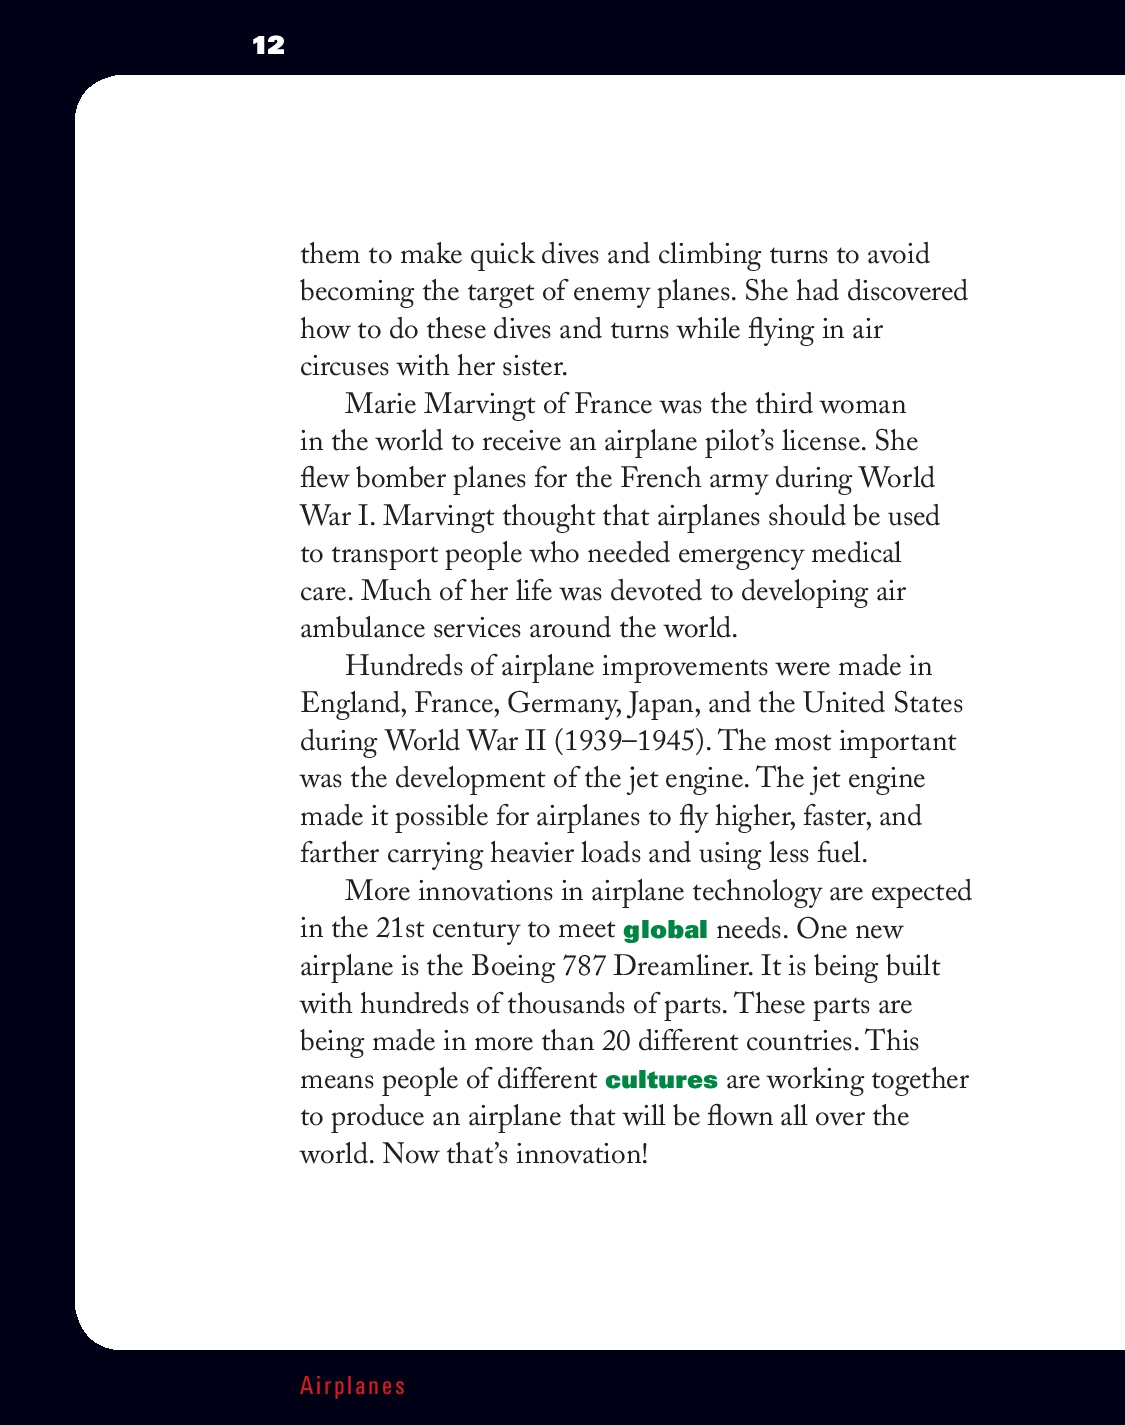 12
them to make quick dives and climbing turns to avoid
becoming the target of enemy planes. She had discovered
how to do these dives and turns while flying in air
circuses with her sister.
Marie Marvingt of France was the third woman
in the world to receive an airplane pilot’s license. She
flew bomber planes for the French army during World
War I. Marvingt thought that airplanes should be used
to transport people who needed emergency medical
care. Much of her life was devoted to developing air
ambulance services around the world.
Hundreds of airplane improvements were made in
England, France, Germany, Japan, and the United States
during World War II (1939–1945). The most important
was the development of the jet engine. The jet engine
made it possible for airplanes to fly higher, faster, and
farther carrying heavier loads and using less fuel.
More innovations in airplane technology are expected
in the 21st century to meet global needs. One new
airplane is the Boeing 787 Dreamliner. It is being built
with hundreds of thousands of parts. These parts are
being made in more than 20 different countries. This
means people of different cultures are working together
to produce an airplane that will be flown all over the
world. Now that’s innovation!
Airplanes